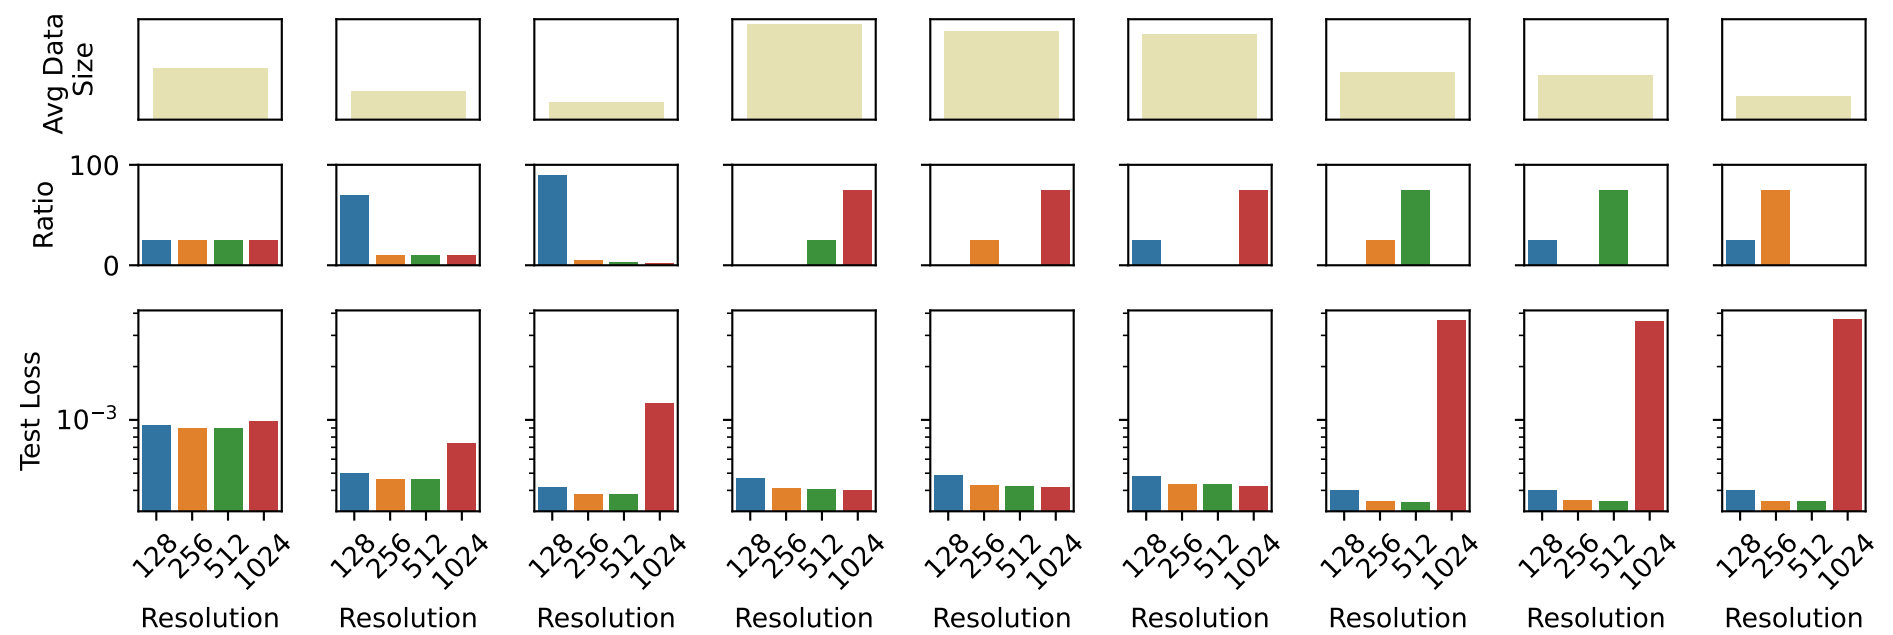 Avg Data
Size
Ratio
100
0
Test Loss
10⁻³
128 256 512 1024 128 256 512 1024 128 256 512 1024 128 256 512 1024 128 256 512 1024 128 256 512 1024 128 256 512 1024 128 256 512 1024 128 256 512 1024
Resolution Resolution Resolution Resolution Resolution Resolution Resolution Resolution Resolution